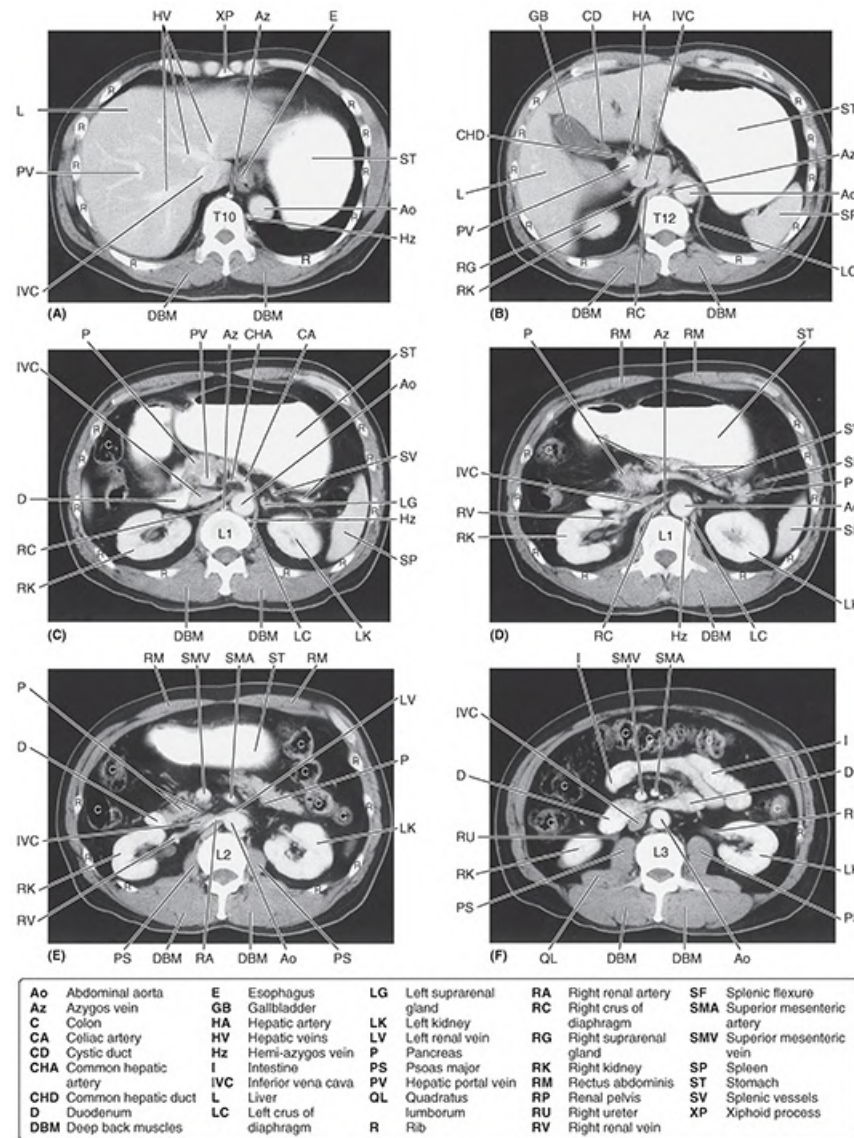 HV XP Az E
GB CD HA IVC
L
PV
IVC
ST
Ao
Hz
R R R R R R R R
T10
DBM DBM
(A)
CHD
L
PV
RG
RK
ST
Az
SP
LC
R R R R R R
T12
DBM RC DBM
(B)
P PV Az CHA CA
IVC
D
RC
RK
ST
Ao
SV
LG
Hz
SP
C
R R R R R R
L1
DBM DBM LC LK
(C)
P RM Az RM ST
IVC
RV
RK
C
R R R R R R
L1
RC Hz DBM LC
(D)
RM SMV SMA ST RM
P
D
IVC
RK
RV
LV
P
LK
C C C C C C
R R R R
L2
PS DBM RA DBM Ao PS
(E)
I SMV SMA
IVC
D
RU
RK
PS
I
C C C C C C C
L3
QL DBM DBM Ao
(F)
Ao Abdominal aorta
Az Azygos vein
C Colon
CA Celiac artery
CD Cystic duct
CHA Common hepatic
artery
CHD Common hepatic duct
D Duodenum
DBM Deep back muscles
E Esophagus
GB Gallbladder
HA Hepatic artery
HV Hepatic veins
Hz Hemi-azygos vein
I Intestine
IVC Inferior vena cava
L Liver
LC Left crus of
diaphragm
LG Left suprarenal
gland
LK Left kidney
LV Left renal vein
P Pancreas
PS Psoas major
PV Hepatic portal vein
QL Quadratus
lumborum
R Rib
RA Right renal artery
RC Right crus of
diaphragm
RG Right suprarenal
gland
RK Right kidney
RM Rectus abdominis
RP Renal pelvis
RU Right ureter
RV Right renal vein
SF Splenic flexure
SMA Superior mesenteric
artery
SMV Superior mesenteric
vein
SP Spleen
ST Stomach
SV Splenic vessels
XP Xiphoid process